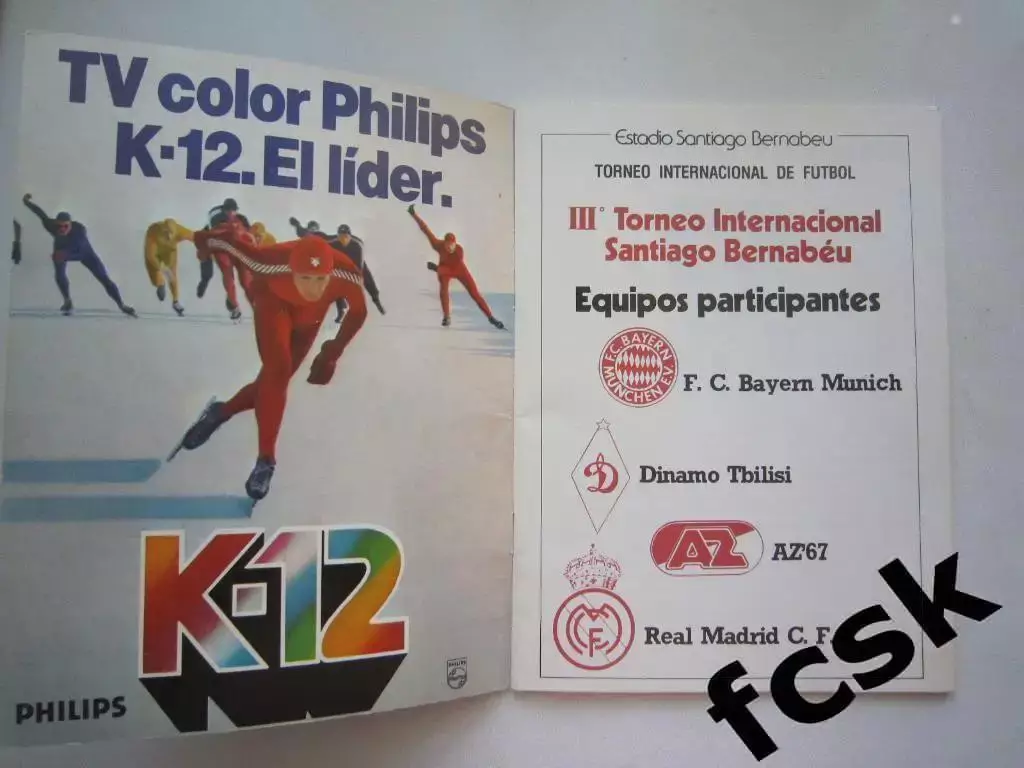 TV color Philips
K-12. El líder.
K-12
PHILIPS
PHILIPS
Estadio Santiago Bernabeu
TORNEO INTERNACIONAL DE FUTBOL
III° Torneo Internacional
Santiago Bernabéu
Equipos participantes
F.C. BAYERN
MÜNCHEN E.V.
F. C. Bayern Munich
Dinamo Tbilisi
AZ
AZ'67
Real Madrid C. F.
fcsk